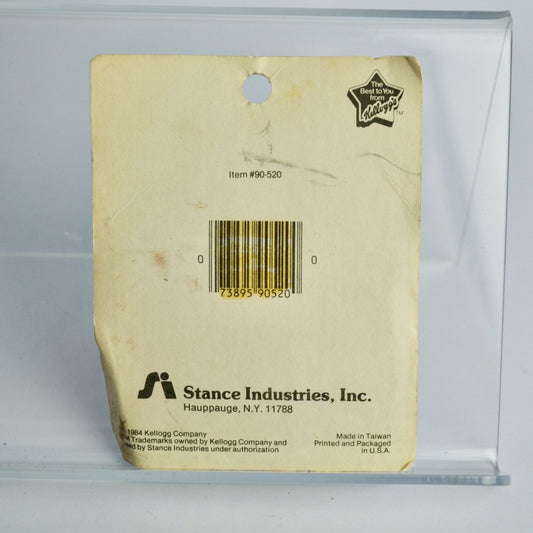 The
Best to You
from
Kellogg's
TM
Item #90-520
0 73895 90520 0
Stance Industries, Inc.
Hauppauge, N.Y. 11788
1984 Kellogg Company
TM Trademarks owned by Kellogg Company and
by Stance Industries under authorization
Made in Taiwan
Printed and Packaged
in U.S.A.